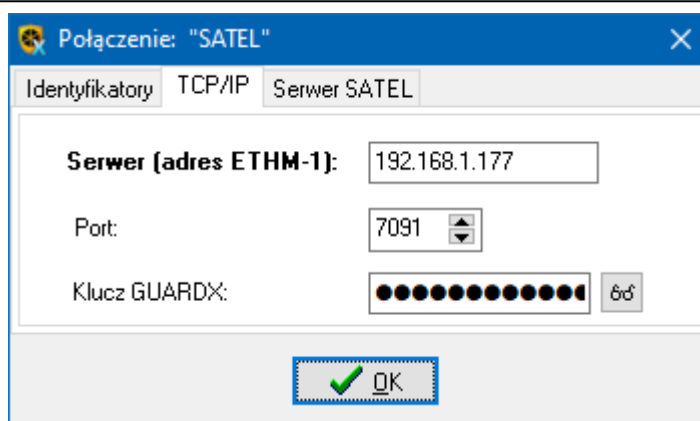 Połączenie: "SATEL"
Identyfikatory TCP/IP Serwer SATEL
Serwer (adres ETHM-1): 192.168.1.177
Port: 7091
Klucz GUARDX: ●●●●●●●●●●●●
OK